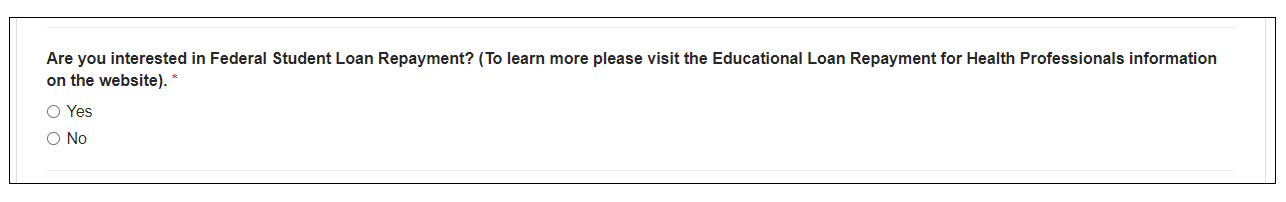 Are you interested in Federal Student Loan Repayment? (To learn more please visit the Educational Loan Repayment for Health Professionals information
on the website). *
Yes
No